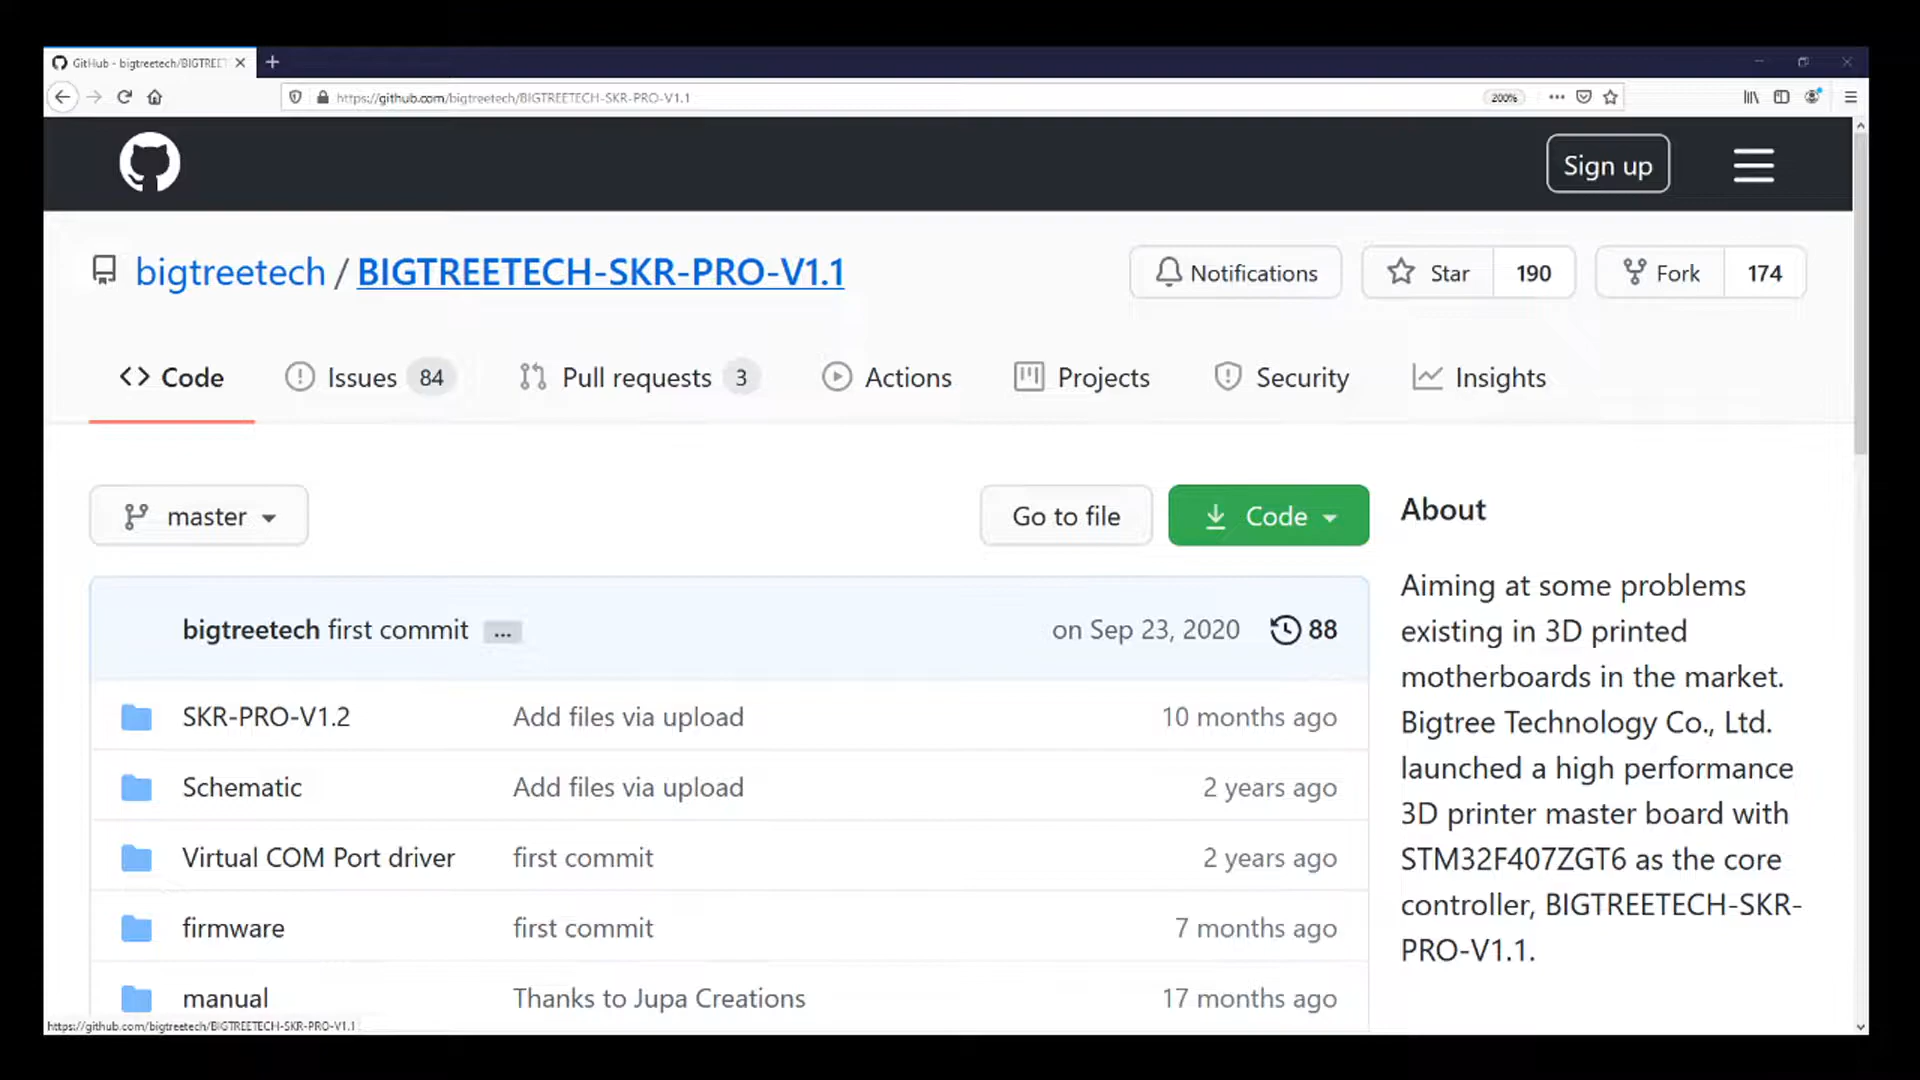 GitHub - bigtreetech/BIGTREET
https://github.com/bigtreetech/BIGTREETECH-SKR-PRO-V1.1
200%
Sign up
bigtreetech / BIGTREETECH-SKR-PRO-V1.1
Notifications
Star 190
Fork 174
Code
Issues 84
Pull requests 3
Actions
Projects
Security
Insights
master
Go to file
Code
bigtreetech first commit ...
on Sep 23, 2020
88
SKR-PRO-V1.2 Add files via upload 10 months ago
Schematic Add files via upload 2 years ago
Virtual COM Port driver first commit 2 years ago
firmware first commit 7 months ago
manual Thanks to Jupa Creations 17 months ago
About
Aiming at some problems
existing in 3D printed
motherboards in the market.
Bigtree Technology Co., Ltd.
launched a high performance
3D printer master board with
STM32F407ZGT6 as the core
controller, BIGTREETECH-SKR-
PRO-V1.1.
https://github.com/bigtreetech/BIGTREETECH-SKR-PRO-V1.1